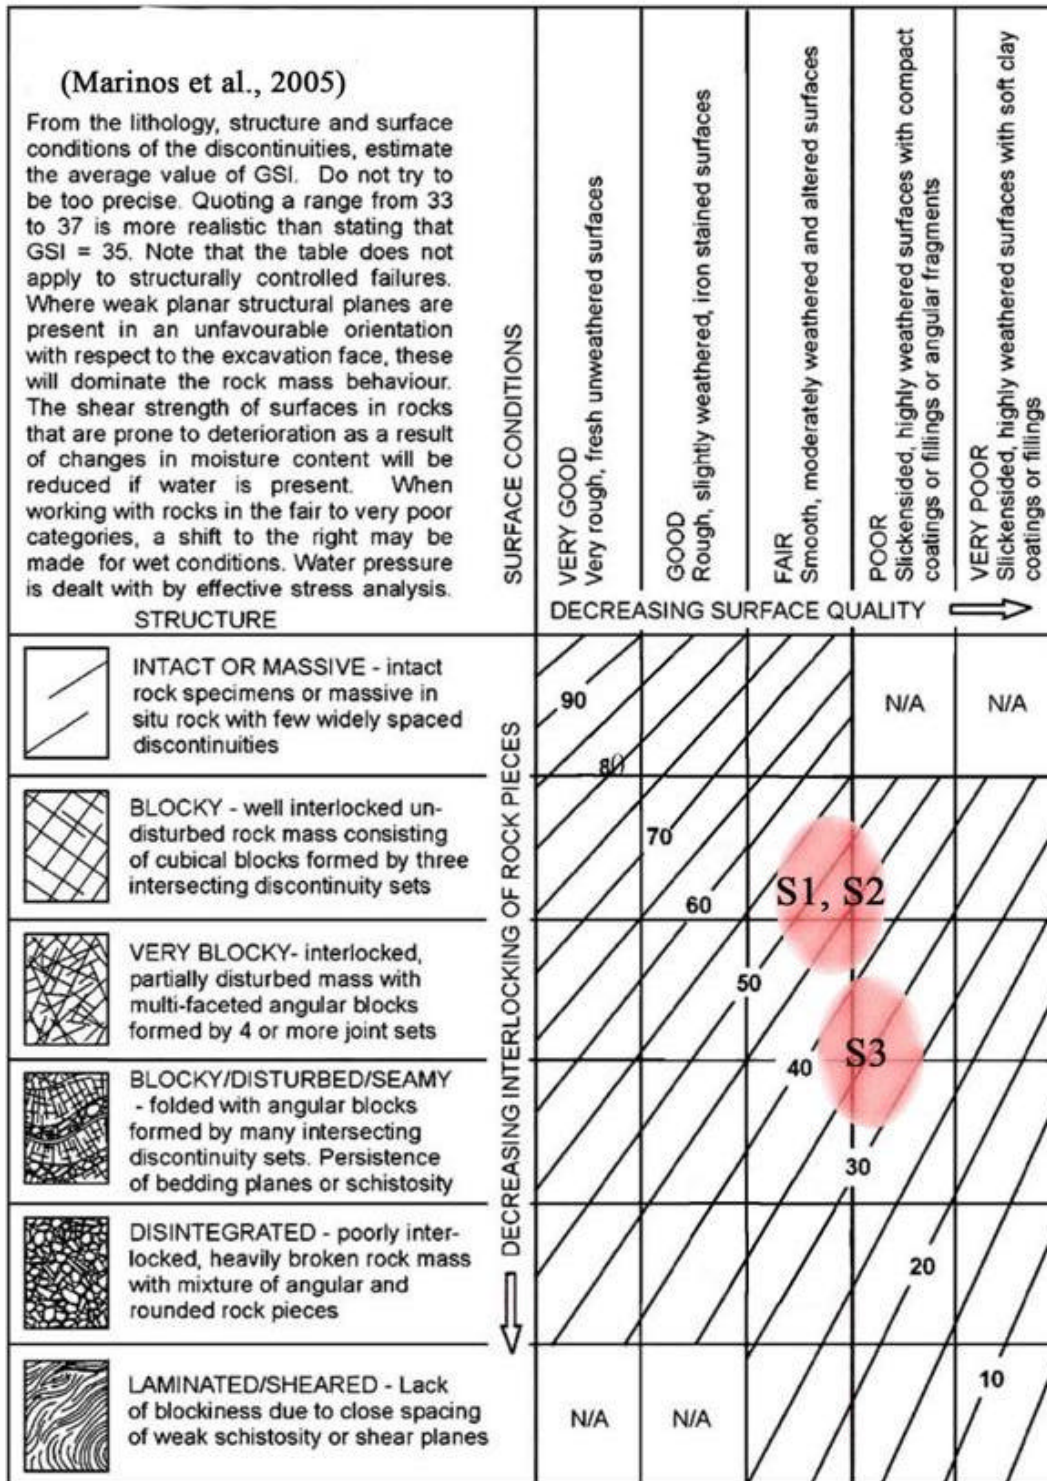 (Marinos et al., 2005)
From the lithology, structure and surface
conditions of the discontinuities, estimate
the average value of GSI. Do not try to
be too precise. Quoting a range from 33
to 37 is more realistic than stating that
GSI = 35. Note that the table does not
apply to structurally controlled failures.
Where weak planar structural planes are
present in an unfavourable orientation
with respect to the excavation face, these
will dominate the rock mass behaviour.
The shear strength of surfaces in rocks
that are prone to deterioration as a result
of changes in moisture content will be
reduced if water is present. When
working with rocks in the fair to very poor
categories, a shift to the right may be
made for wet conditions. Water pressure
is dealt with by effective stress analysis.
STRUCTURE
SURFACE CONDITIONS
VERY GOOD
Very rough, fresh unweathered surfaces
GOOD
Rough, slightly weathered, iron stained surfaces
FAIR
Smooth, moderately weathered and altered surfaces
POOR
Slickensided, highly weathered surfaces with compact
coatings or fillings or angular fragments
VERY POOR
Slickensided, highly weathered surfaces with soft clay
coatings or fillings
DECREASING SURFACE QUALITY
DECREASING INTERLOCKING OF ROCK PIECES
INTACT OR MASSIVE - intact
rock specimens or massive in
situ rock with few widely spaced
discontinuities
90
80
N/A
N/A
BLOCKY - well interlocked un-
disturbed rock mass consisting
of cubical blocks formed by three
intersecting discontinuity sets
70
60
S1, S2
VERY BLOCKY- interlocked,
partially disturbed mass with
multi-faceted angular blocks
formed by 4 or more joint sets
50
S3
BLOCKY/DISTURBED/SEAMY
- folded with angular blocks
formed by many intersecting
discontinuity sets. Persistence
of bedding planes or schistosity
40
30
DISINTEGRATED - poorly inter-
locked, heavily broken rock mass
with mixture of angular and
rounded rock pieces
20
LAMINATED/SHEARED - Lack
of blockiness due to close spacing
of weak schistosity or shear planes
N/A
N/A
10